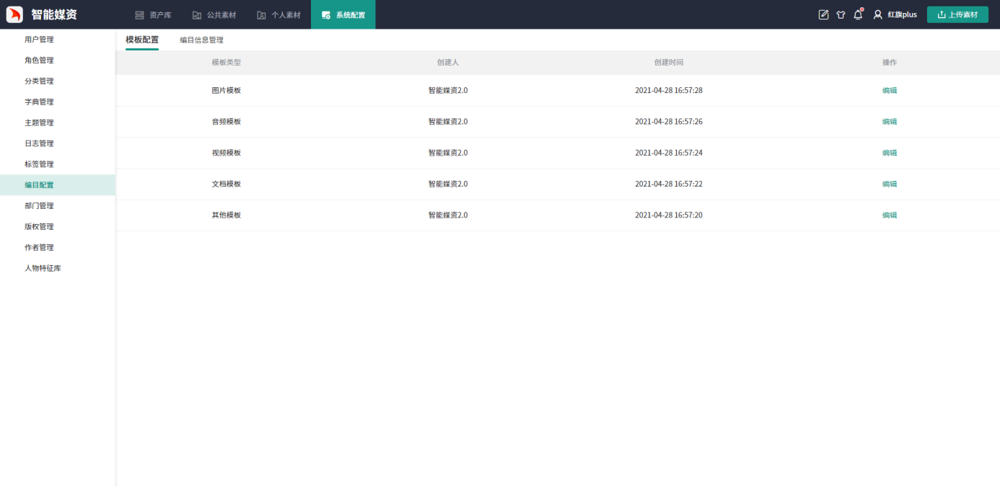 智能媒资 资产库 公共素材 个人素材 系统配置 红旗plus 上传素材
用户管理
角色管理
分类管理
字典管理
主题管理
日志管理
标签管理
编目配置
部门管理
版权管理
作者管理
人物特征库
模板配置 编目信息管理
模板类型 创建人 创建时间 操作
图片模板 智能媒资2.0 2021-04-28 16:57:28 编辑
音频模板 智能媒资2.0 2021-04-28 16:57:26 编辑
视频模板 智能媒资2.0 2021-04-28 16:57:24 编辑
文档模板 智能媒资2.0 2021-04-28 16:57:22 编辑
其他模板 智能媒资2.0 2021-04-28 16:57:20 编辑